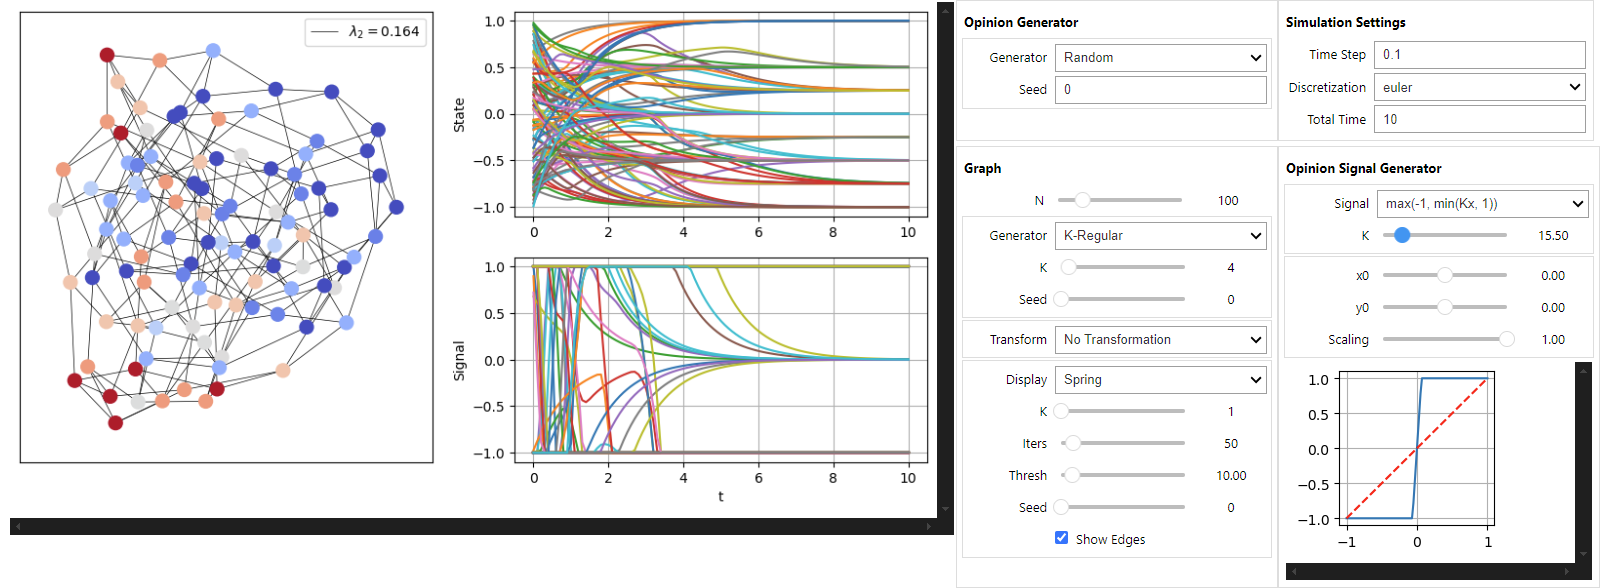 λ₂ = 0.164
State
1.0
0.5
0.0
−0.5
−1.0
0 2 4 6 8 10
Signal
1.0
0.5
0.0
−0.5
−1.0
0 2 4 6 8 10
t
Opinion Generator
Generator Random
Seed 0
Simulation Settings
Time Step 0.1
Discretization euler
Total Time 10
Graph
N 100
Generator K-Regular
K 4
Seed 0
Transform No Transformation
Display Spring
K 1
Iters 50
Thresh 10.00
Seed 0
Show Edges
Opinion Signal Generator
Signal max(-1, min(Kx, 1))
K 15.50
x0 0.00
y0 0.00
Scaling 1.00
1.0
0.5
0.0
−0.5
−1.0
−1 0 1